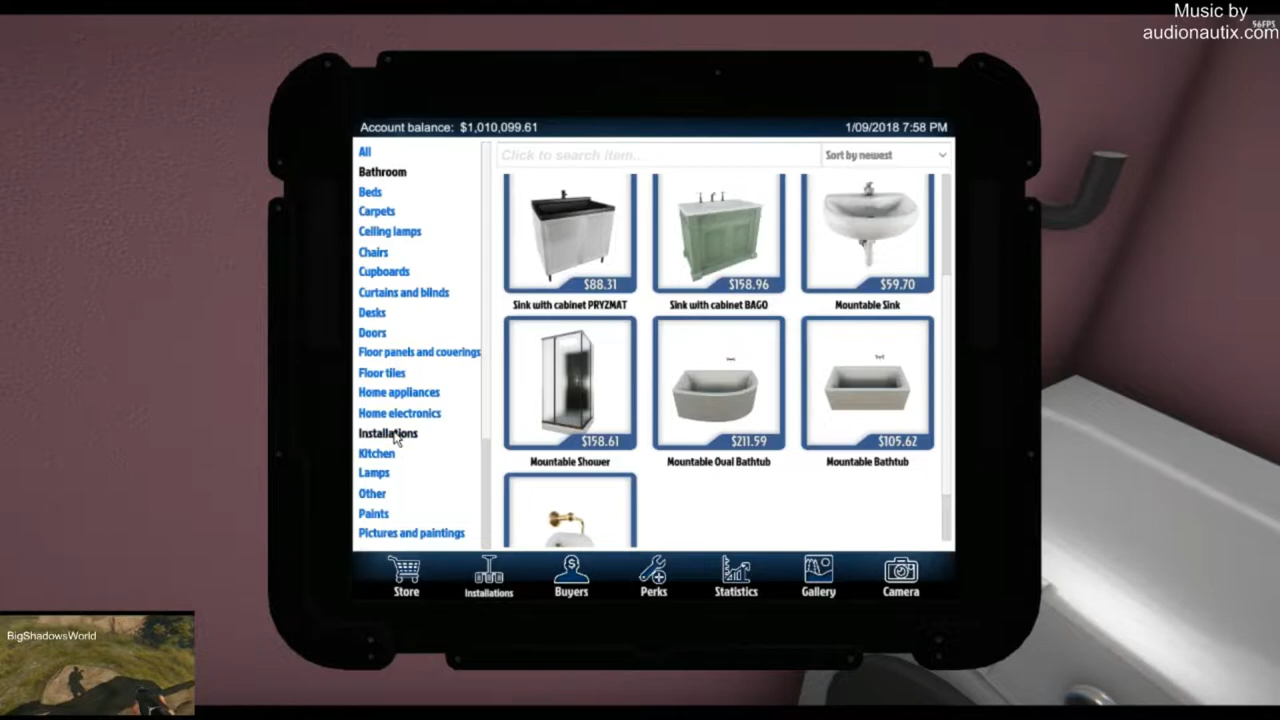 Music by
56FPS
audionautix.com
Account balance: $1,010,099.61
1/09/2018 7:58 PM
All
Bathroom
Beds
Carpets
Ceiling lamps
Chairs
Cupboards
Curtains and blinds
Desks
Doors
Floor panels and coverings
Floor tiles
Home appliances
Home electronics
Installations
Kitchen
Lamps
Other
Paints
Pictures and paintings
Click to search item...
Sort by newest
$88.31
$158.96
$59.70
Sink with cabinet PRYZMAT
Sink with cabinet BAGO
Mountable Sink
$158.61
$211.59
$105.62
Mountable Shower
Mountable Oval Bathtub
Mountable Bathtub
Store
Installations
Buyers
Perks
Statistics
Gallery
Camera
BigShadowsWorld